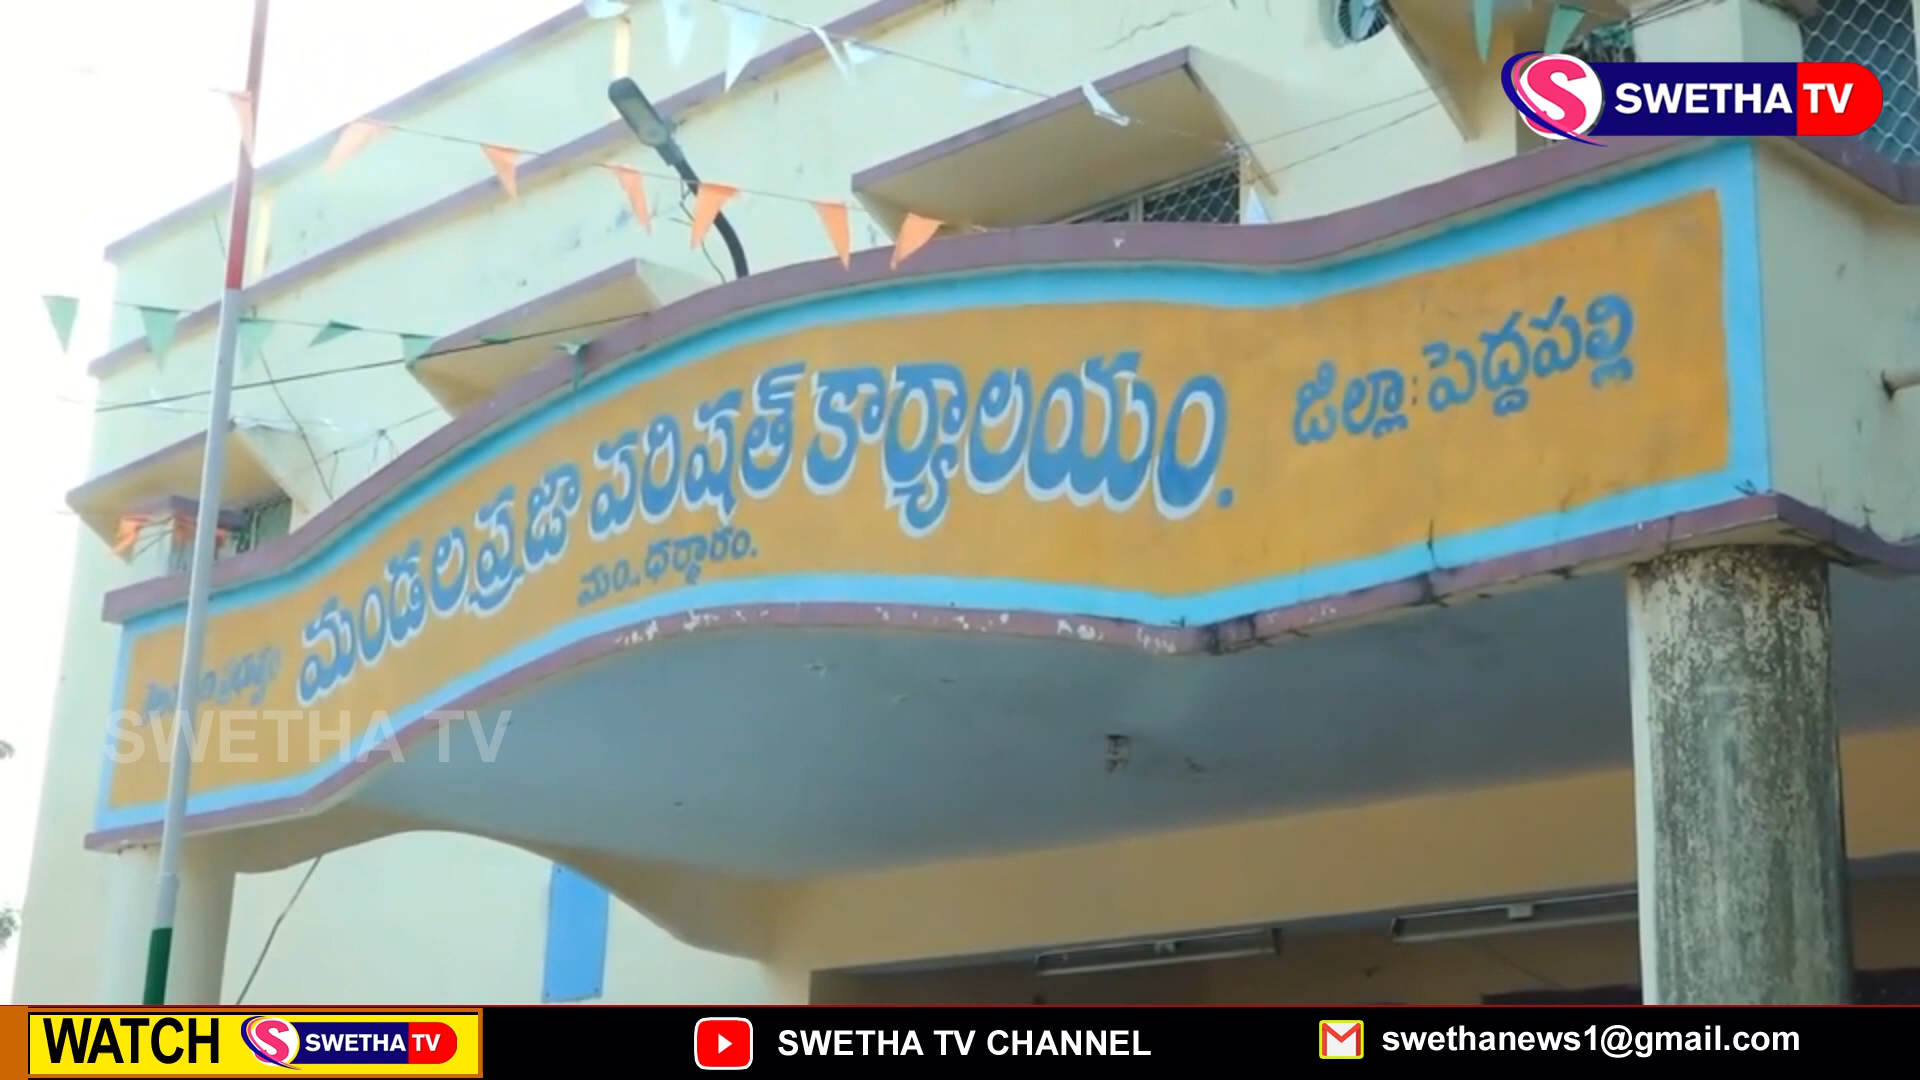 SWETHA TV
మండల ప్రజా పరిషత్ కార్యాలయం.
జిల్లా: పెద్దపల్లి
మం., ధర్మారం.
SWETHA TV
WATCH SWETHA TV
SWETHA TV CHANNEL
swethanews1@gmail.com